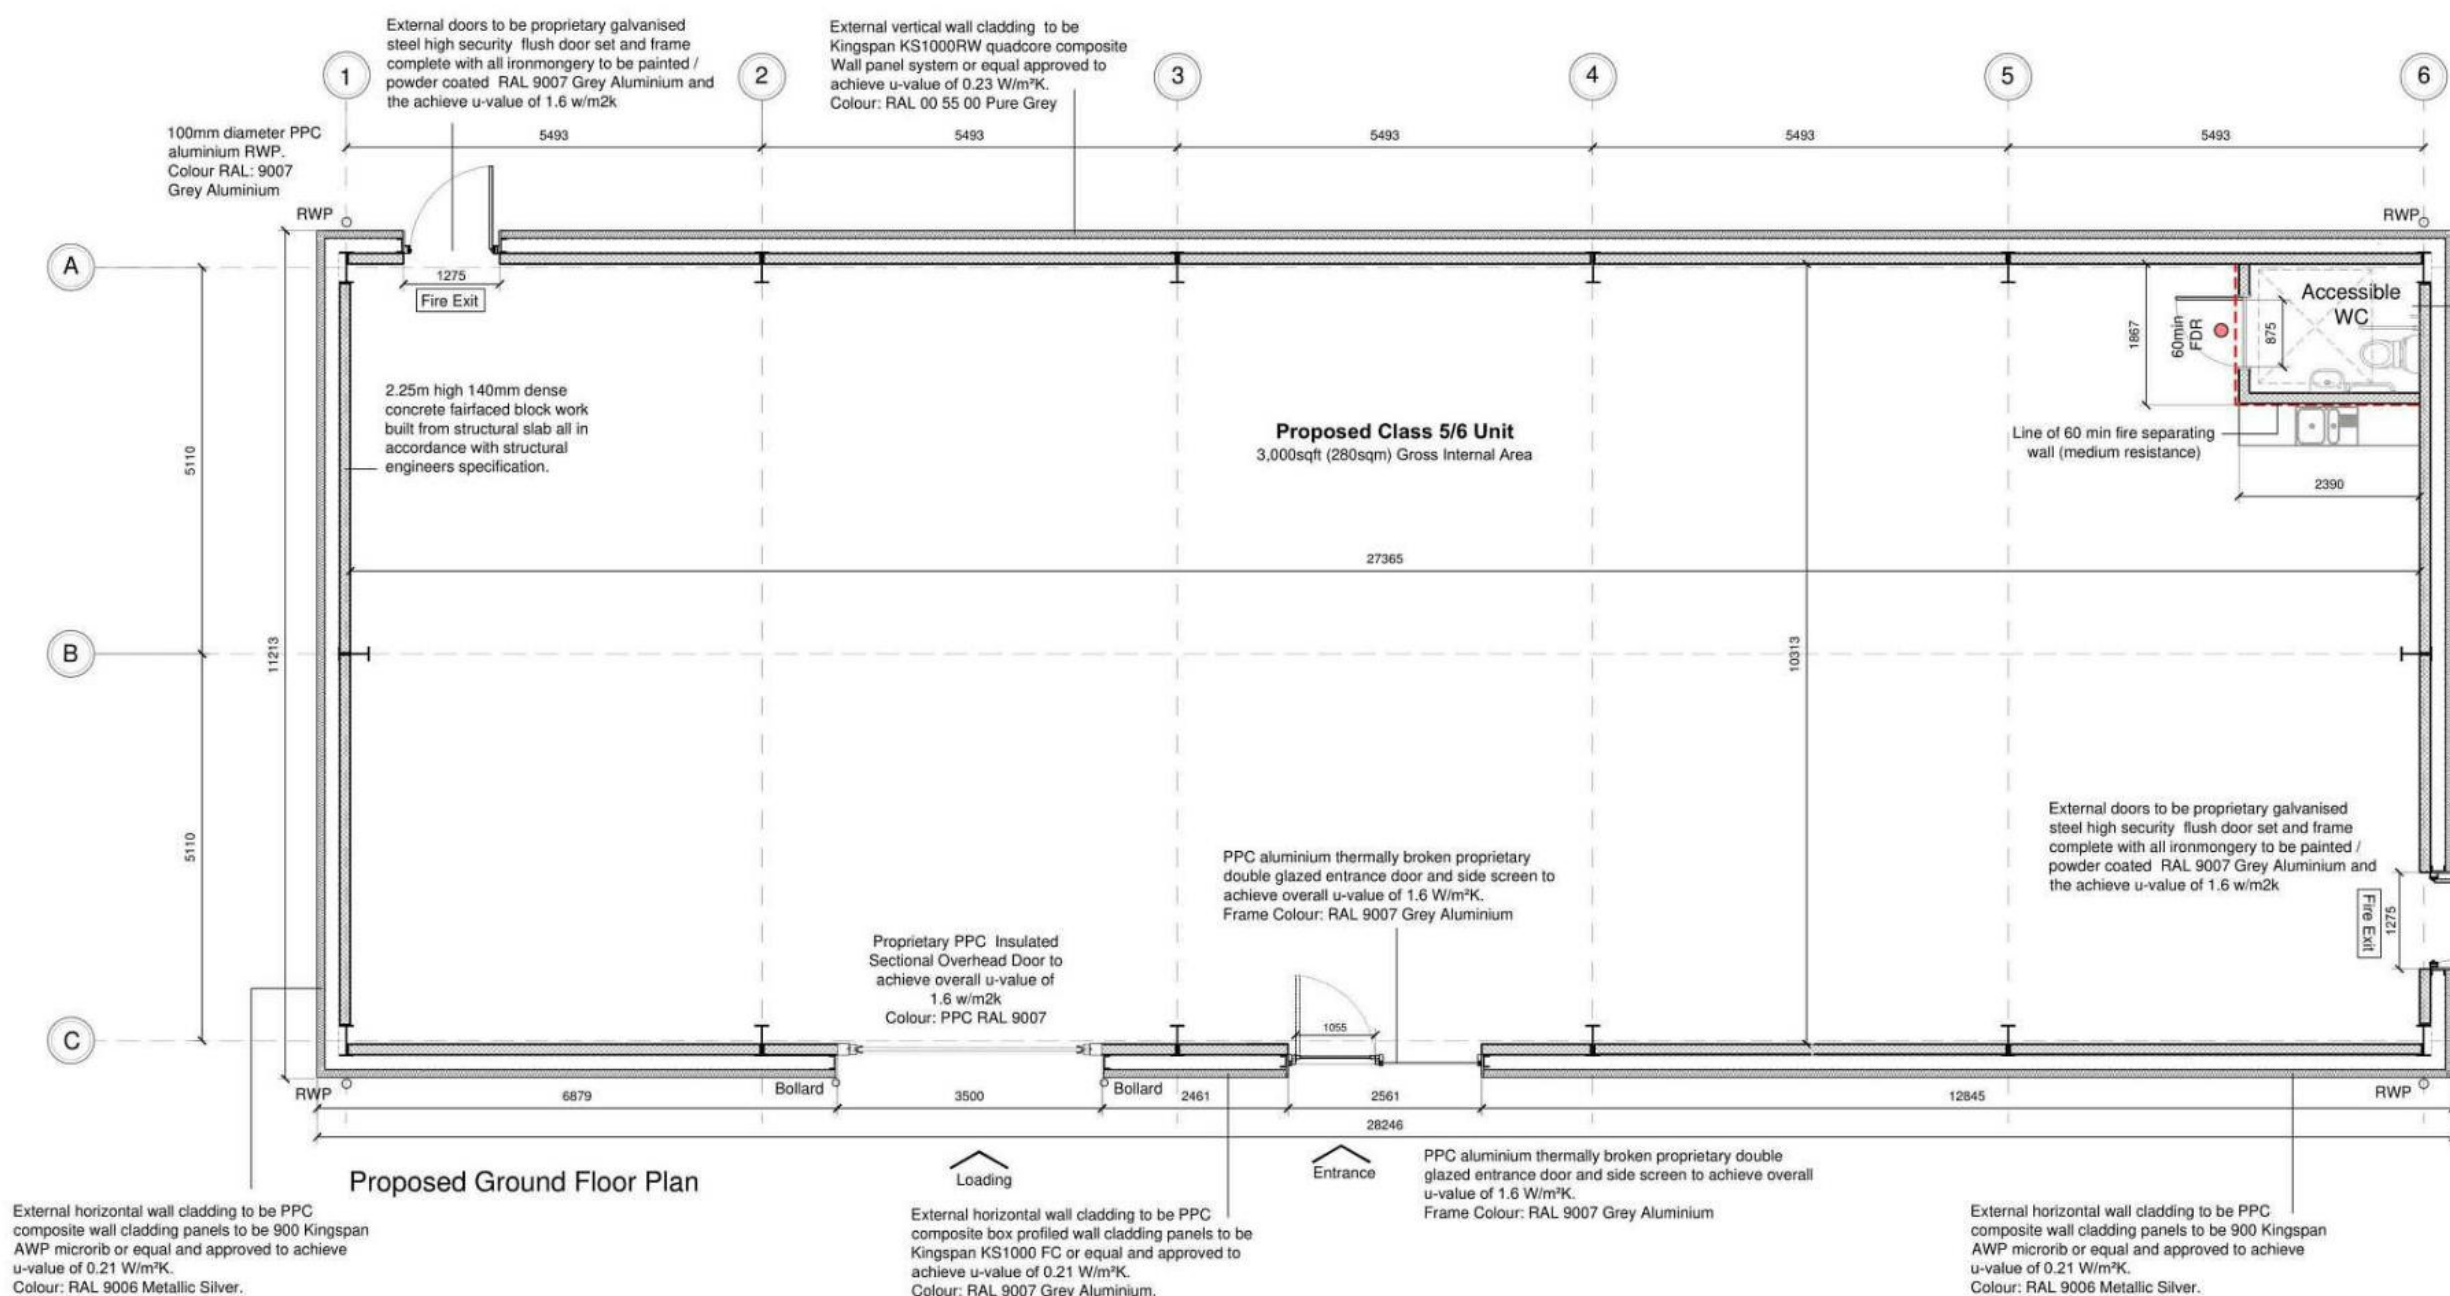 External doors to be proprietary galvanised
steel high security flush door set and frame
complete with all ironmongery to be painted /
powder coated RAL 9007 Grey Aluminium and
the achieve u-value of 1.6 w/m2k
External vertical wall cladding to be
Kingspan KS1000RW quadcore composite
Wall panel system or equal approved to
achieve u-value of 0.23 W/m²K.
Colour: RAL 00 55 00 Pure Grey
1
2
3
4
5
6
100mm diameter PPC
aluminium RWP.
Colour RAL: 9007
Grey Aluminium
5493
5493
5493
5493
5493
RWP
RWP
A
1275
Fire Exit
Accessible
WC
60min
FDR
875
1867
2.25m high 140mm dense
concrete fairfaced block work
built from structural slab all in
accordance with structural
engineers specification.
5110
Proposed Class 5/6 Unit
3,000sqft (280sqm) Gross Internal Area
Line of 60 min fire separating
wall (medium resistance)
2390
27365
B
11213
10313
5110
External doors to be proprietary galvanised
steel high security flush door set and frame
complete with all ironmongery to be painted /
powder coated RAL 9007 Grey Aluminium and
the achieve u-value of 1.6 w/m2k
PPC aluminium thermally broken proprietary
double glazed entrance door and side screen to
achieve overall u-value of 1.6 W/m²K.
Frame Colour: RAL 9007 Grey Aluminium
Fire Exit
1275
Proprietary PPC Insulated
Sectional Overhead Door to
achieve overall u-value of
1.6 w/m2k
Colour: PPC RAL 9007
C
1055
RWP
Bollard
Bollard
RWP
6879
3500
2461
2561
12845
28246
Proposed Ground Floor Plan
Loading
Entrance
PPC aluminium thermally broken proprietary double
glazed entrance door and side screen to achieve overall
u-value of 1.6 W/m²K.
Frame Colour: RAL 9007 Grey Aluminium
External horizontal wall cladding to be PPC
composite wall cladding panels to be 900 Kingspan
AWP microrib or equal and approved to achieve
u-value of 0.21 W/m²K.
Colour: RAL 9006 Metallic Silver.
External horizontal wall cladding to be PPC
composite box profiled wall cladding panels to be
Kingspan KS1000 FC or equal and approved to
achieve u-value of 0.21 W/m²K.
Colour: RAL 9007 Grey Aluminium.
External horizontal wall cladding to be PPC
composite wall cladding panels to be 900 Kingspan
AWP microrib or equal and approved to achieve
u-value of 0.21 W/m²K.
Colour: RAL 9006 Metallic Silver.